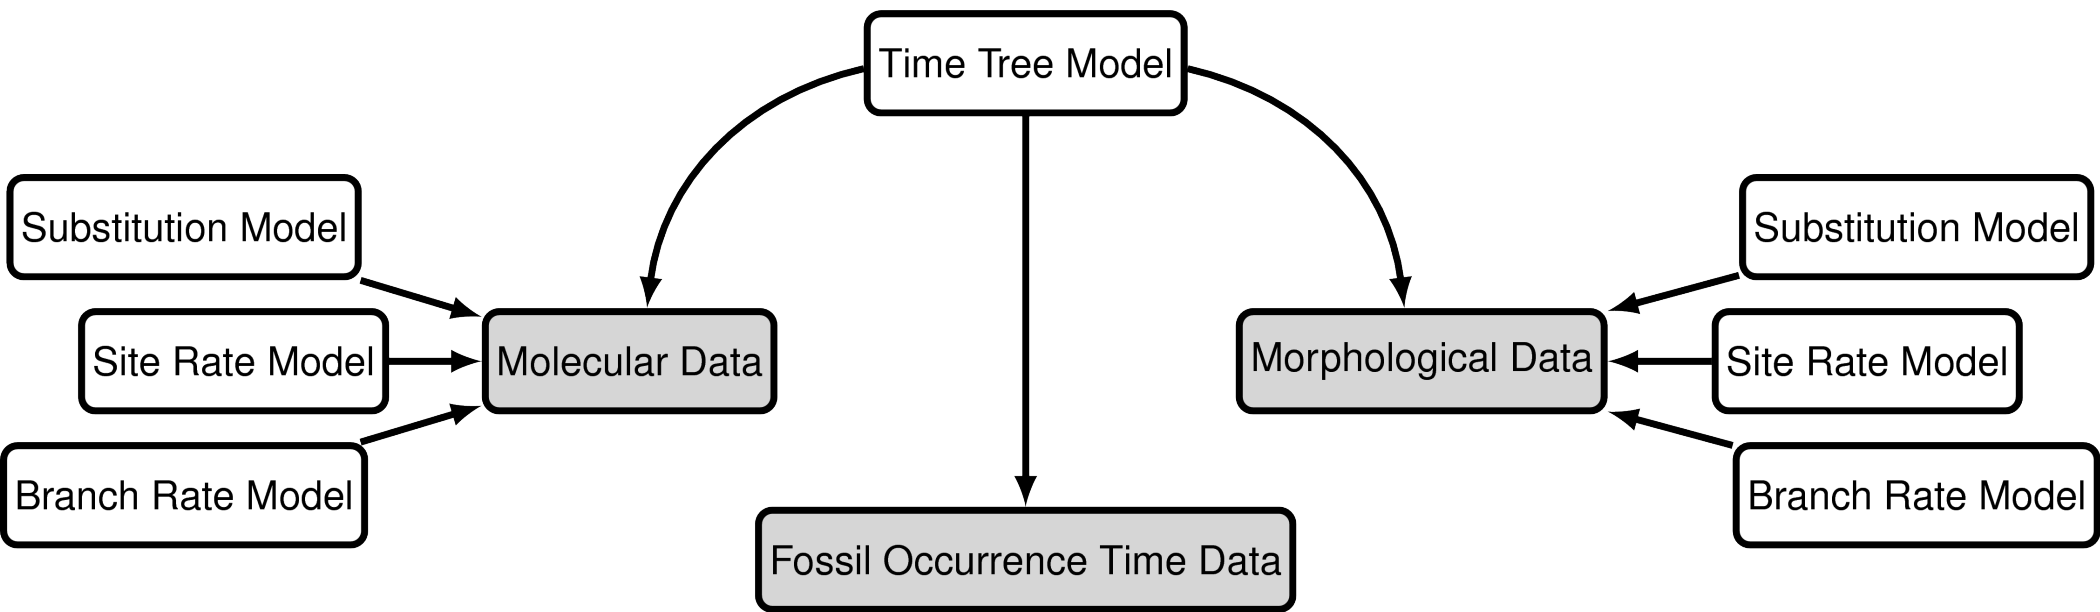 Time Tree Model
Substitution Model
Substitution Model
Site Rate Model
Molecular Data
Morphological Data
Site Rate Model
Branch Rate Model
Branch Rate Model
Fossil Occurrence Time Data